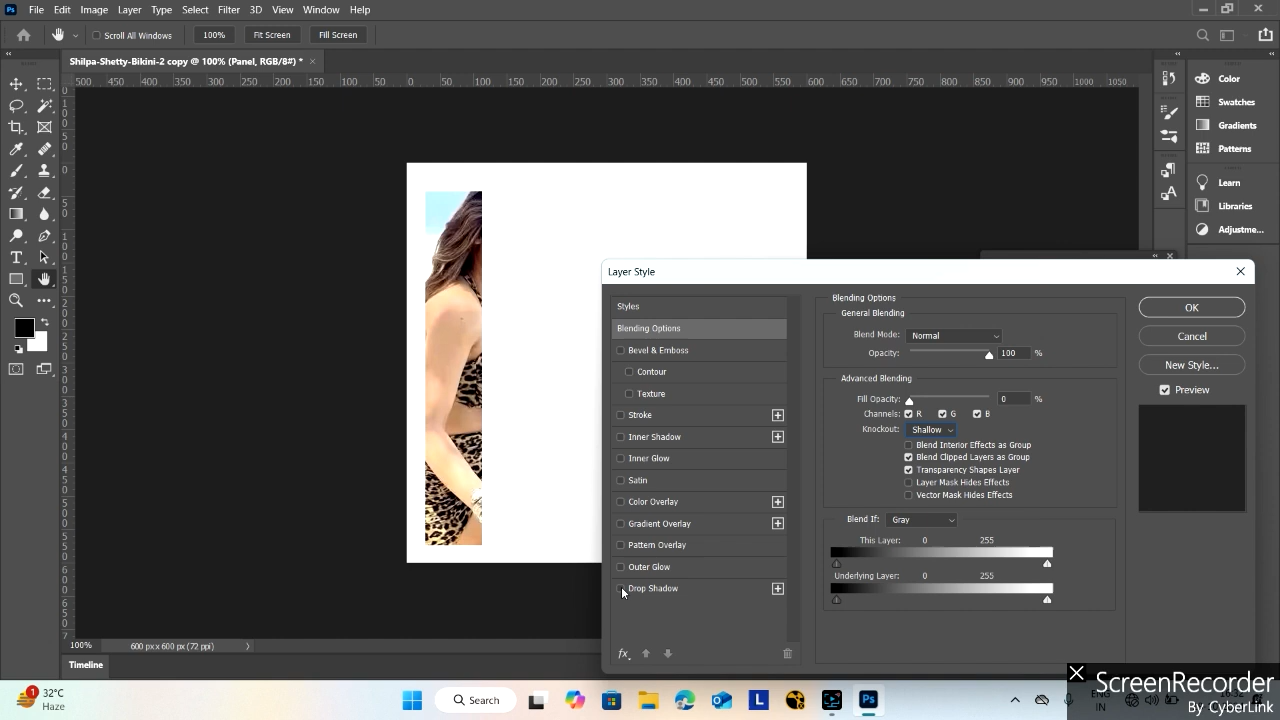 Ps File Edit Image Layer Type Select Filter 3D View Window Help
Scroll All Windows 100% Fit Screen Fill Screen
Shilpa-Shetty-Bikini-2 copy @ 100% (Panel, RGB/8#) * ×
500 450 400 350 300 250 200 150 100 50 0 50 100 150 200 250 300 350 400 450 500 550 600 650 700 750 800 850 900 950 1000 1050
Color
Swatches
Gradients
Patterns
Learn
Libraries
Adjustme...
Layer Style
Styles
Blending Options
Bevel & Emboss
Contour
Texture
Stroke
Inner Shadow
Inner Glow
Satin
Color Overlay
Gradient Overlay
Pattern Overlay
Outer Glow
Drop Shadow
fx
Blending Options
General Blending
Blend Mode: Normal
Opacity: 100 %
Advanced Blending
Fill Opacity: 0 %
Channels: R G B
Knockout: Shallow
Blend Interior Effects as Group
Blend Clipped Layers as Group
Transparency Shapes Layer
Layer Mask Hides Effects
Vector Mask Hides Effects
Blend If: Gray
This Layer: 0 255
Underlying Layer: 0 255
OK
Cancel
New Style...
Preview
100% 600 px x 600 px (72 ppi)
Timeline
1 32°C
Haze
Search
L
Ps
ENG
IN
ScreenRecorder
By CyberLink